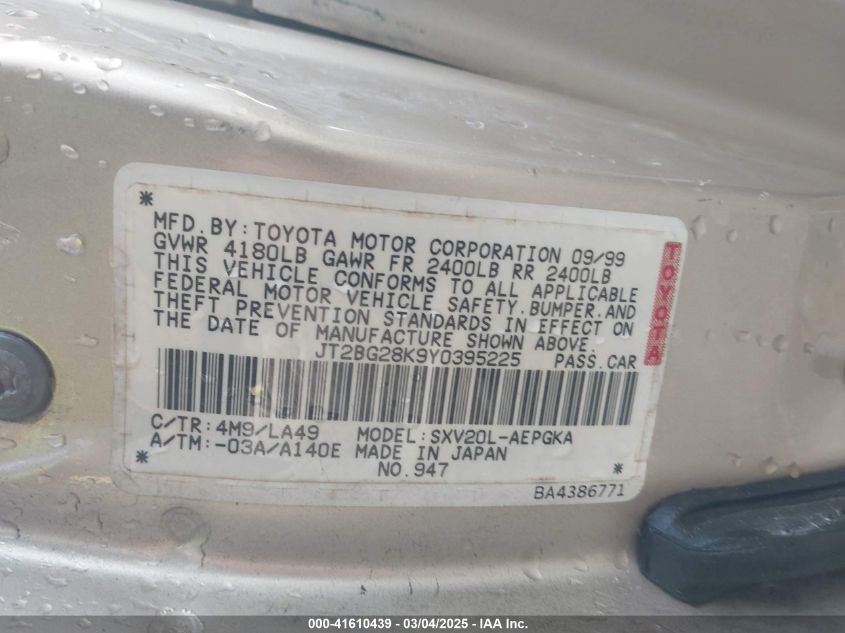 *
MFD. BY: TOYOTA MOTOR CORPORATION 09/99
GVWR 4180LB GAWR FR 2400LB RR 2400LB
THIS VEHICLE CONFORMS TO ALL APPLICABLE
FEDERAL MOTOR VEHICLE SAFETY, BUMPER, AND
THEFT PREVENTION STANDARDS IN EFFECT ON
THE DATE OF MANUFACTURE SHOWN ABOVE.
JT2BG28K9Y0395225 PASS. CAR
TOYOTA
C/TR: 4M9/LA49 MODEL: SXV20L-AEPGKA
A/TM: -03A/A140E MADE IN JAPAN
* NO. 947 *
BA4386771
000-41610439 - 03/04/2025 - IAA Inc.